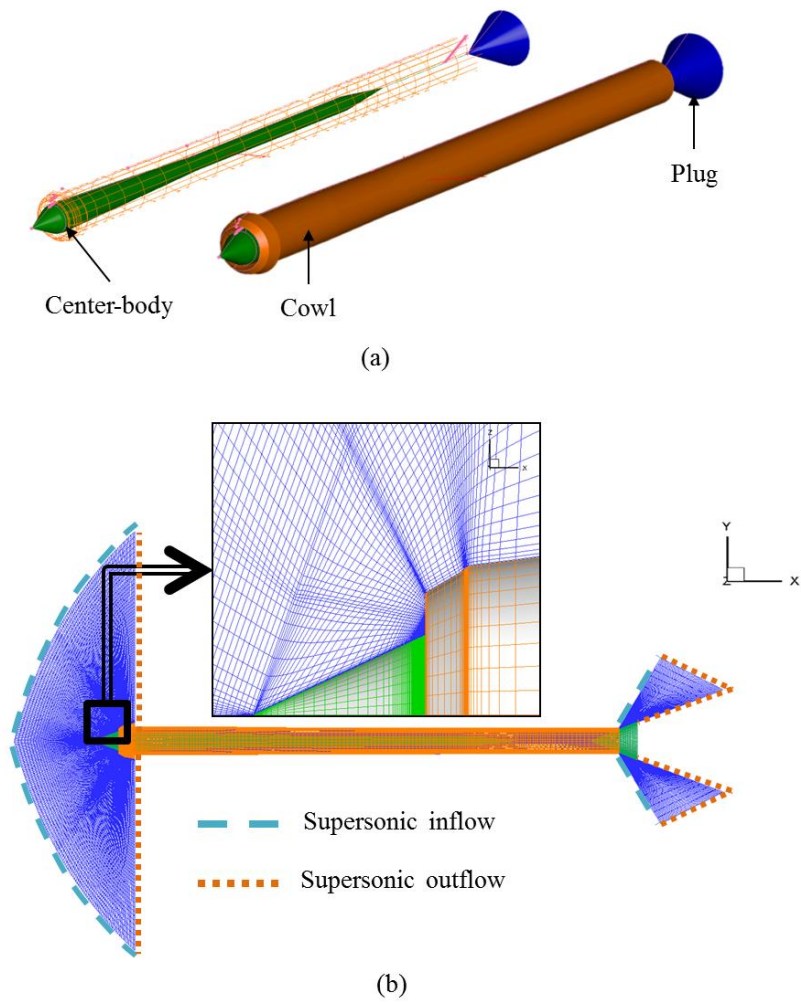 Plug
Center-body
Cowl
(a)
Z
X
Y
Z
X
Supersonic inflow
Supersonic outflow
(b)